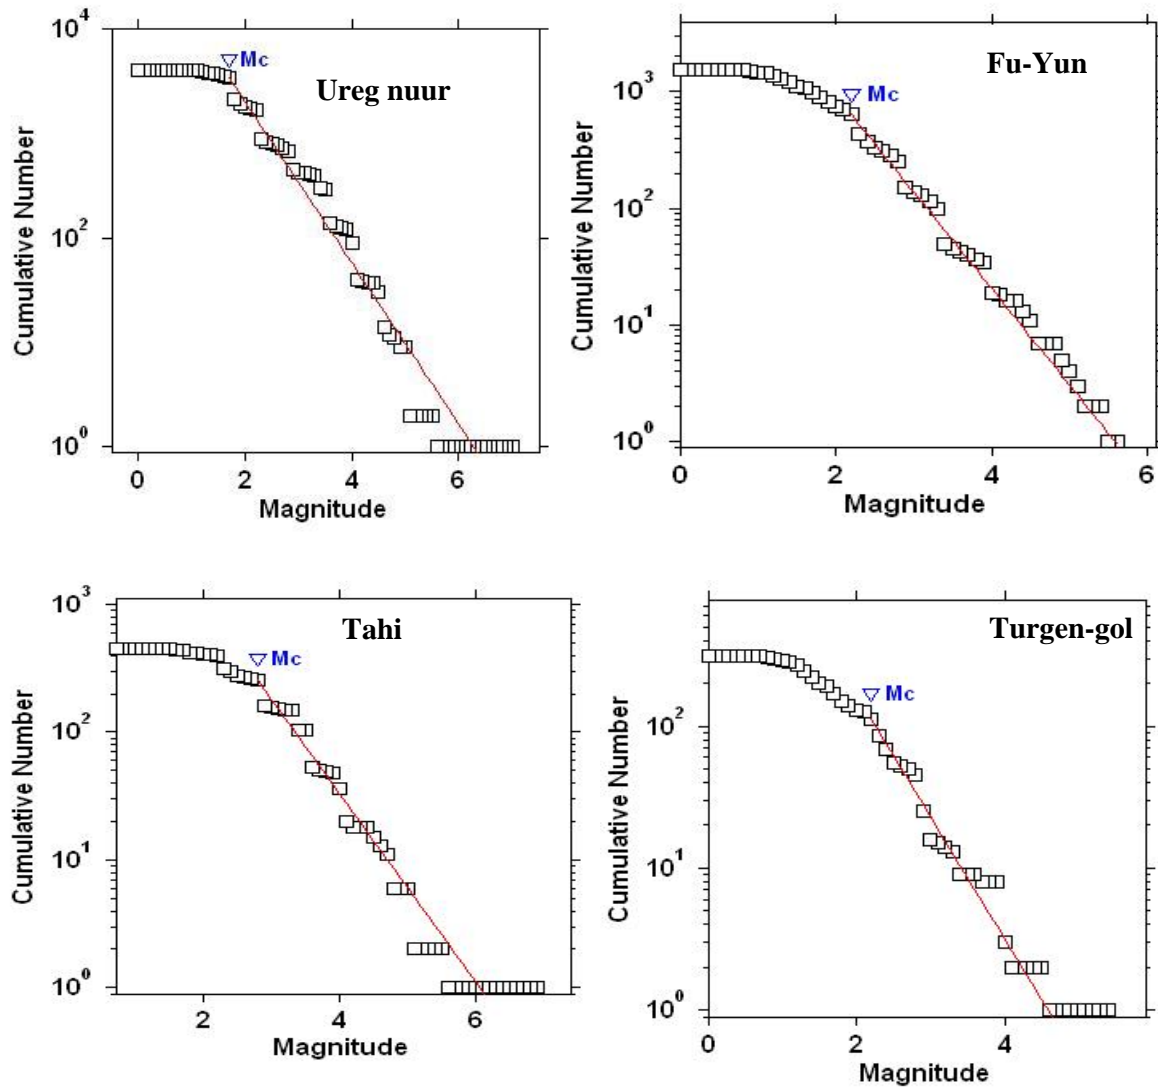 10^4
Mc
Ureg nuur
10^2
10^0
Cumulative Number
0 2 4 6
Magnitude
Fu-Yun
10^3
Mc
10^2
10^1
10^0
Cumulative Number
0 2 4 6
Magnitude
10^3
Tahi
Mc
10^2
10^1
10^0
Cumulative Number
2 4 6
Magnitude
Turgen-gol
Mc
10^2
10^1
10^0
Cumulative Number
0 2 4
Magnitude